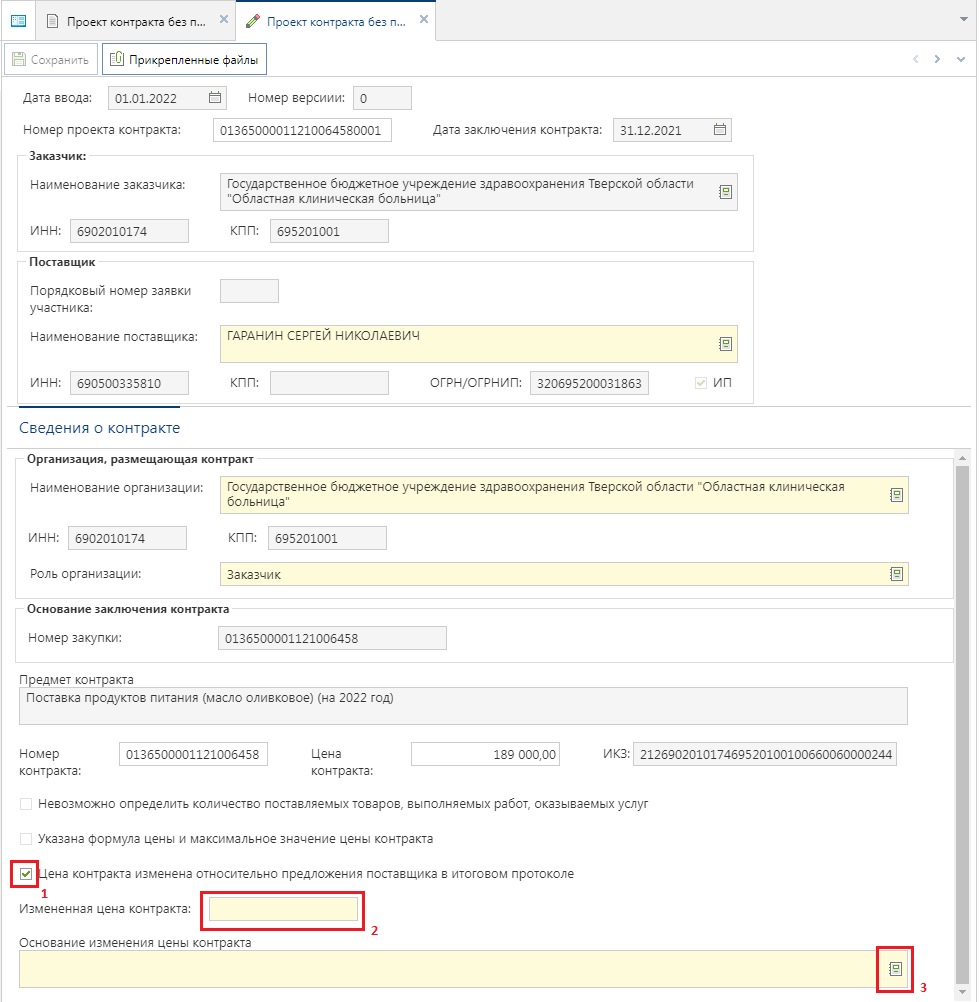 Проект контракта без п...
Проект контракта без п...
Сохранить
Прикрепленные файлы
Дата ввода: 01.01.2022 Номер версиии: 0
Номер проекта контракта: 01365000011210064580001 Дата заключения контракта: 31.12.2021
Заказчик:
Наименование заказчика: Государственное бюджетное учреждение здравоохранения Тверской области
"Областная клиническая больница"
ИНН: 6902010174 КПП: 695201001
Поставщик
Порядковый номер заявки
участника:
Наименование поставщика: ГАРАНИН СЕРГЕЙ НИКОЛАЕВИЧ
ИНН: 690500335810 КПП: ОГРН/ОГРНИП: 320695200031863 ИП
Сведения о контракте
Организация, размещающая контракт
Наименование организации: Государственное бюджетное учреждение здравоохранения Тверской области "Областная клиническая
больница"
ИНН: 6902010174 КПП: 695201001
Роль организации: Заказчик
Основание заключения контракта
Номер закупки: 0136500001121006458
Предмет контракта
Поставка продуктов питания (масло оливковое) (на 2022 год)
Номер
контракта: 0136500001121006458 Цена
контракта: 189 000,00 ИКЗ: 212690201017469520100100660060000244
Невозможно определить количество поставляемых товаров, выполняемых работ, оказываемых услуг
Указана формула цены и максимальное значение цены контракта
Цена контракта изменена относительно предложения поставщика в итоговом протоколе
1
Измененная цена контракта:
2
Основание изменения цены контракта
3